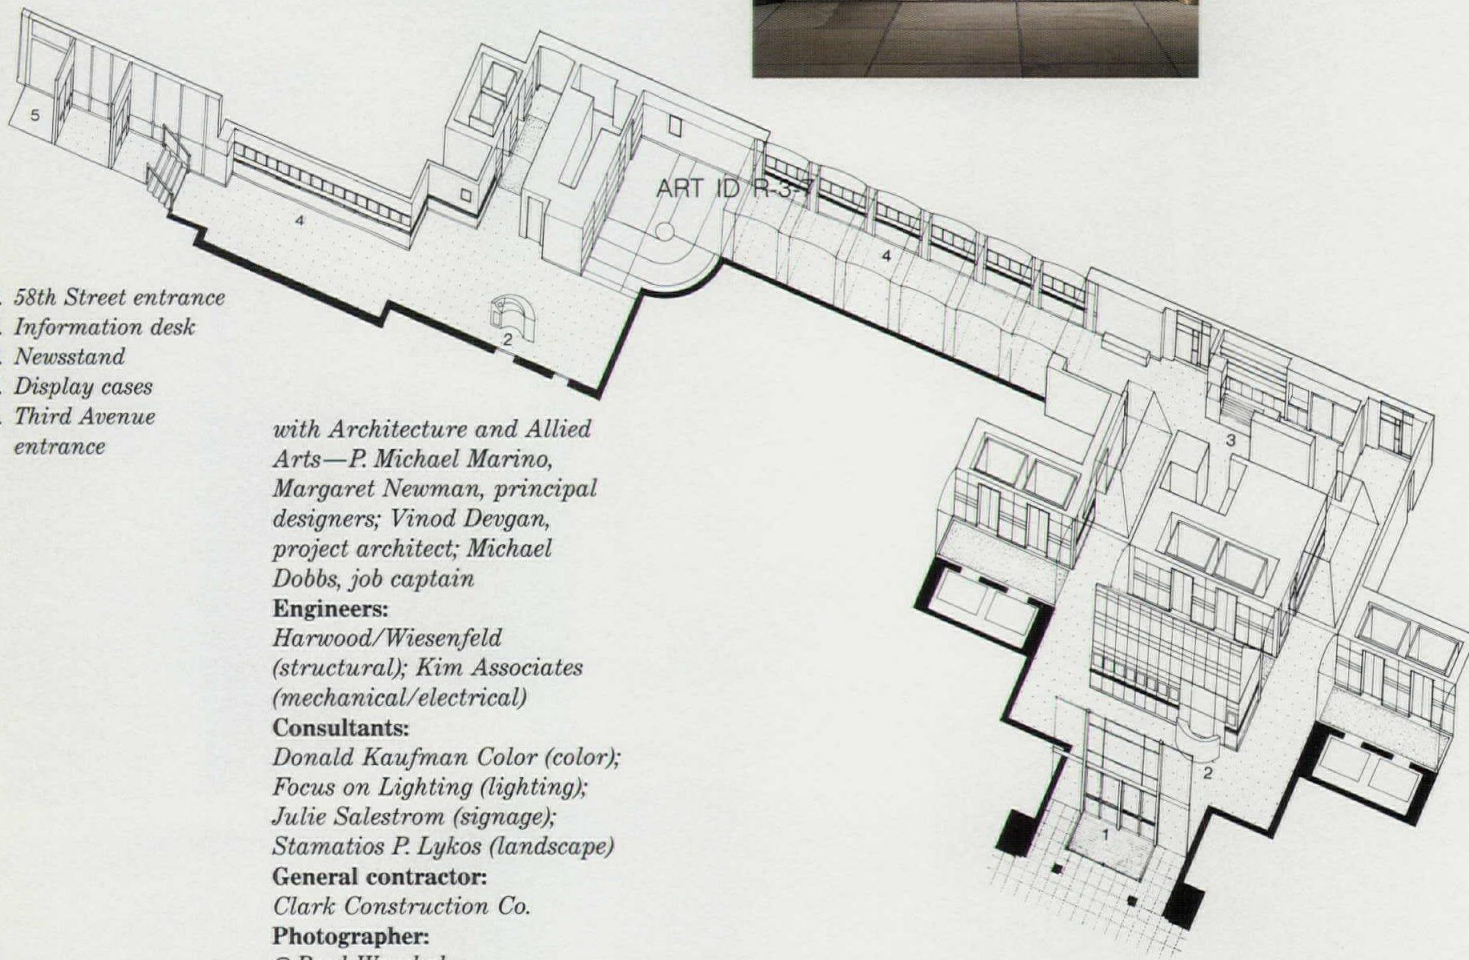 5
4
ART ID R-3-7
4
2
. 58th Street entrance
. Information desk
. Newsstand
. Display cases
. Third Avenue
entrance
3
2
1
with Architecture and Allied
Arts—P. Michael Marino,
Margaret Newman, principal
designers; Vinod Devgan,
project architect; Michael
Dobbs, job captain
Engineers:
Harwood/Wiesenfeld
(structural); Kim Associates
(mechanical/electrical)
Consultants:
Donald Kaufman Color (color);
Focus on Lighting (lighting);
Julie Salestrom (signage);
Stamatios P. Lykos (landscape)
General contractor:
Clark Construction Co.
Photographer: